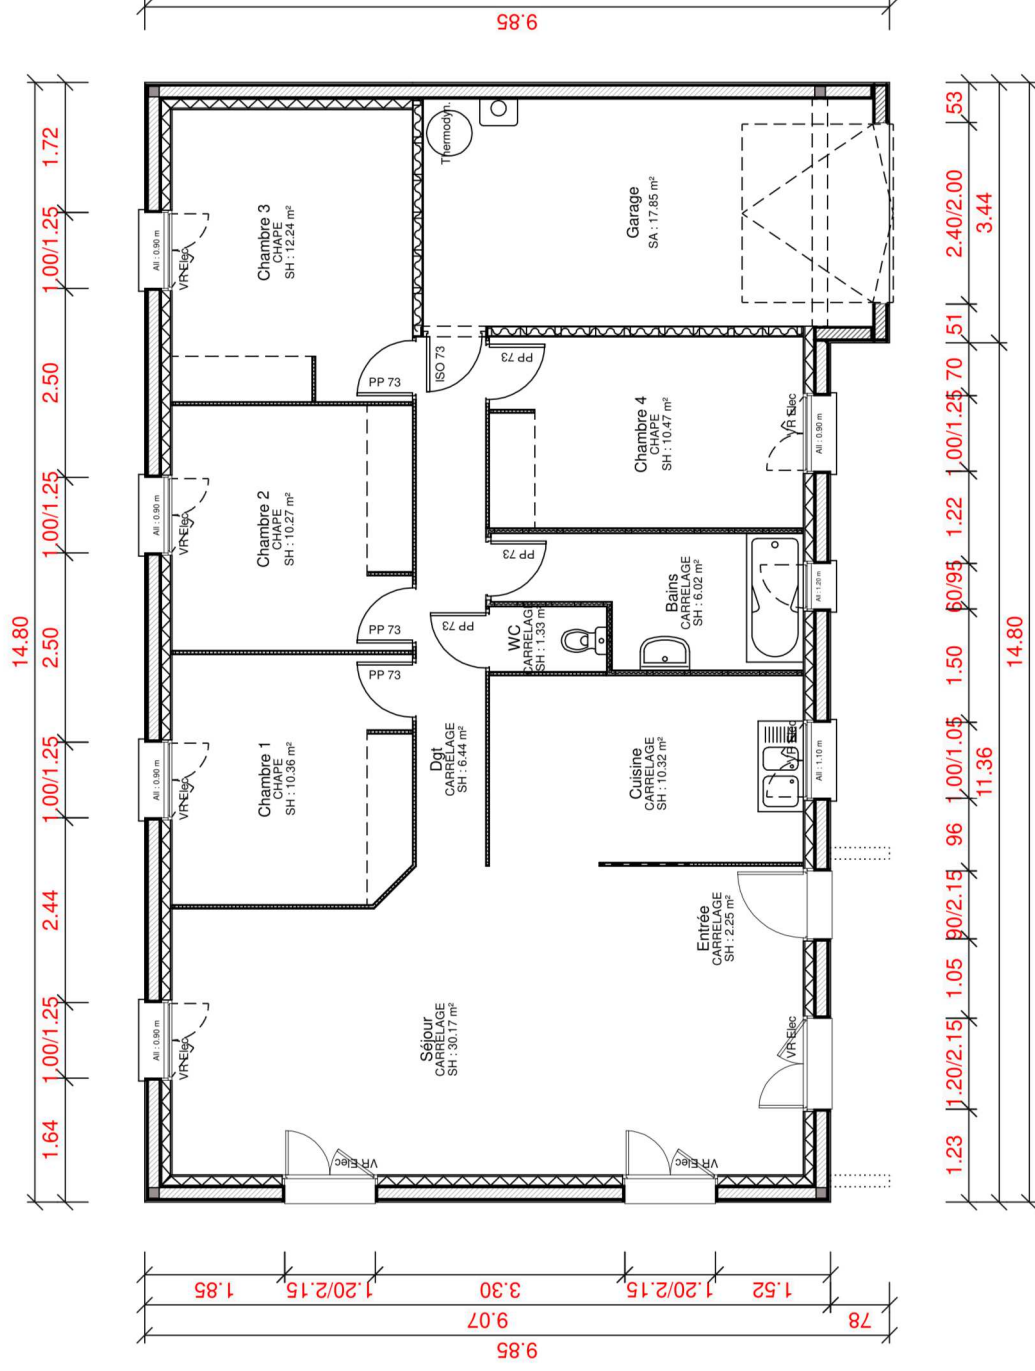 9.85
14.80
1.72
1.00/1.25
2.50
1.00/1.25
2.50
1.00/1.25
2.44
1.00/1.25
1.64
All : 0.90 m
VR Elec
All : 0.90 m
VR Elec
All : 0.90 m
VR Elec
All : 0.90 m
VR Elec
Chambre 3
CHAPE
SH : 12.24 m²
Chambre 2
CHAPE
SH : 10.27 m²
Chambre 1
CHAPE
SH : 10.36 m²
Thermodyn.
Garage
SA : 17.85 m²
PP 73
ISO 73
PP 73
PP 73
PP 73
PP 73
PP 73
Chambre 4
CHAPE
SH : 10.47 m²
Bains
CARRELAGE
SH : 6.02 m²
WC
CARRELAGE
SH : 1.33 m²
Dgt
CARRELAGE
SH : 6.44 m²
Cuisine
CARRELAGE
SH : 10.32 m²
Entrée
CARRELAGE
SH : 2.25 m²
Séjour
CARRELAGE
SH : 30.17 m²
VR Elec
All : 0.90 m
All : 1.20 m
VR Elec
All : 1.10 m
VR Elec
VR Elec
VR Elec
53
2.40/2.00
51
70
1.00/1.25
1.22
60/95
1.50
1.00/1.05
96
90/2.15
1.05
1.20/2.15
1.23
3.44
11.36
14.80
1.85
1.20/2.15
3.30
1.20/2.15
1.52
9.07
78
9.85